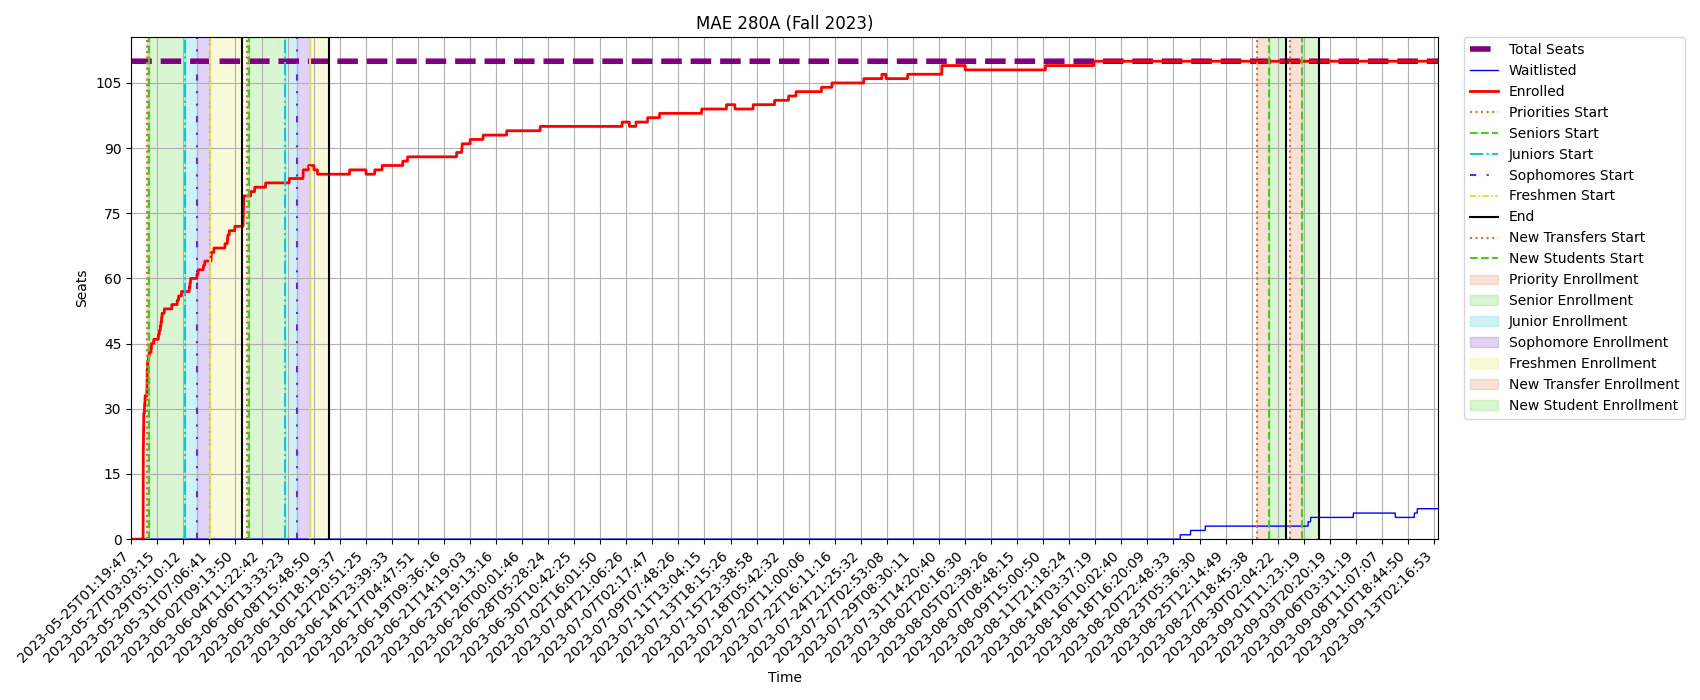 MAE 280A (Fall 2023)
Seats
105
90
75
60
45
30
15
0
2023-05-25T01:19:47
2023-05-27T03:03:15
2023-05-29T05:10:12
2023-05-31T07:06:41
2023-06-02T09:13:50
2023-06-04T11:22:42
2023-06-06T13:33:23
2023-06-08T15:48:50
2023-06-10T18:19:37
2023-06-12T20:51:25
2023-06-14T23:39:33
2023-06-17T04:47:51
2023-06-19T09:36:16
2023-06-21T14:19:03
2023-06-23T19:13:16
2023-06-26T00:01:46
2023-06-28T05:28:24
2023-06-30T10:42:25
2023-07-02T16:01:50
2023-07-04T21:06:26
2023-07-07T02:17:47
2023-07-09T07:48:26
2023-07-11T13:04:15
2023-07-13T18:15:26
2023-07-15T23:38:58
2023-07-18T05:42:32
2023-07-20T11:00:06
2023-07-22T16:11:16
2023-07-24T21:25:32
2023-07-27T02:53:08
2023-07-29T08:30:11
2023-07-31T14:20:40
2023-08-02T20:16:30
2023-08-05T02:39:26
2023-08-07T08:48:15
2023-08-09T15:00:50
2023-08-11T21:18:24
2023-08-14T03:37:19
2023-08-16T10:02:40
2023-08-18T16:20:09
2023-08-20T22:48:33
2023-08-23T05:36:30
2023-08-25T12:14:49
2023-08-27T18:45:38
2023-08-30T02:04:22
2023-09-01T11:23:19
2023-09-03T20:20:19
2023-09-06T03:31:19
2023-09-08T11:07:07
2023-09-10T18:44:50
2023-09-13T02:16:53
Time
Total Seats
Waitlisted
Enrolled
Priorities Start
Seniors Start
Juniors Start
Sophomores Start
Freshmen Start
End
New Transfers Start
New Students Start
Priority Enrollment
Senior Enrollment
Junior Enrollment
Sophomore Enrollment
Freshmen Enrollment
New Transfer Enrollment
New Student Enrollment